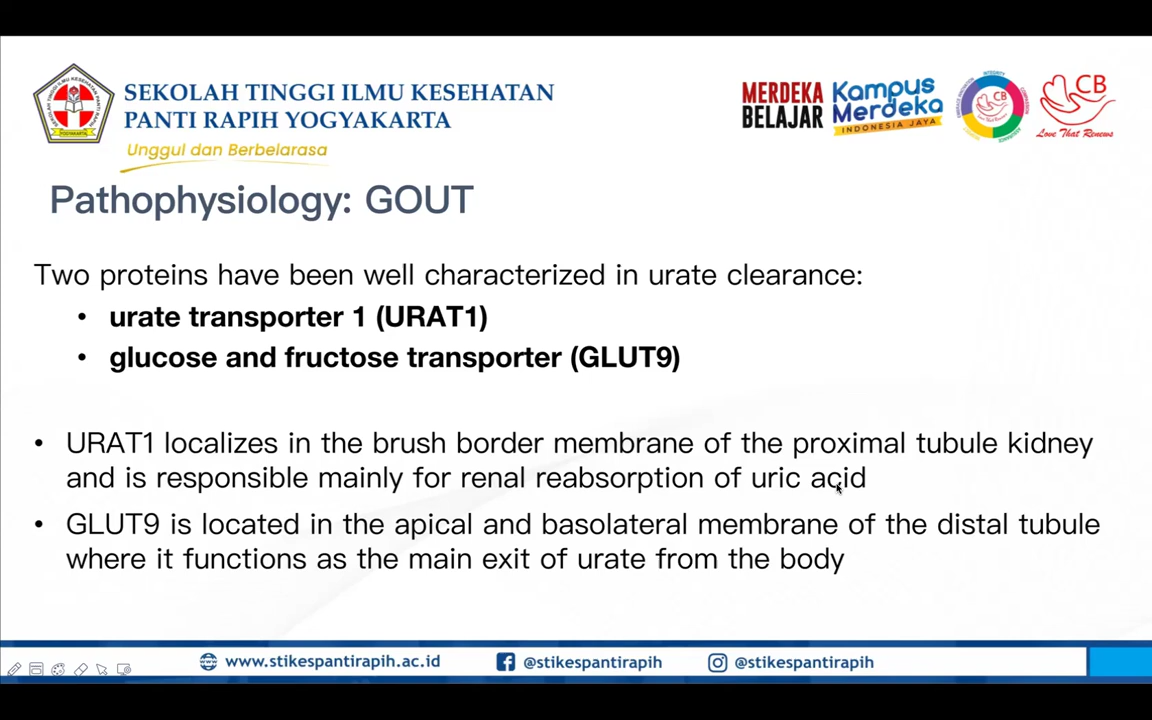 SEKOLAH TINGGI ILMU KESEHATAN
PANTI RAPIH YOGYAKARTA
Unggul dan Berbelarasa
MERDEKA
BELAJAR
Kampus
Merdeka
INDONESIA JAYA
CB
CB
Love That Renews
Pathophysiology: GOUT
Two proteins have been well characterized in urate clearance:
• urate transporter 1 (URAT1)
• glucose and fructose transporter (GLUT9)
• URAT1 localizes in the brush border membrane of the proximal tubule kidney
and is responsible mainly for renal reabsorption of uric acid
• GLUT9 is located in the apical and basolateral membrane of the distal tubule
where it functions as the main exit of urate from the body
www.stikespantirapih.ac.id
@stikespantirapih
@stikespantirapih